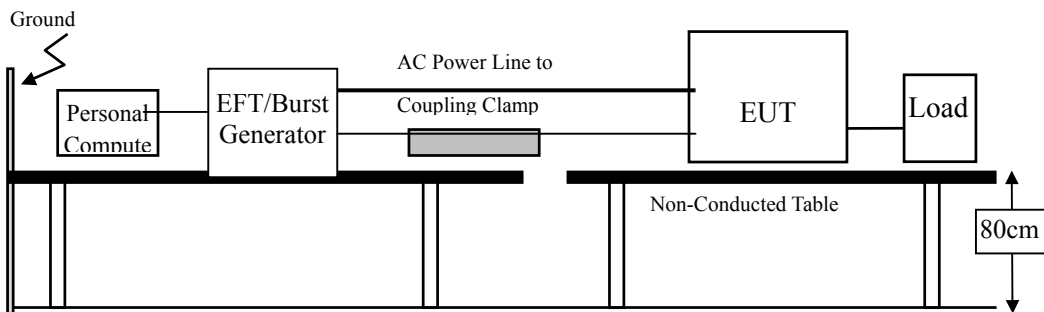 Ground
AC Power Line to
Coupling Clamp
EFT/Burst
Generator
Personal
Compute
EUT
Load
Non-Conducted Table
80cm